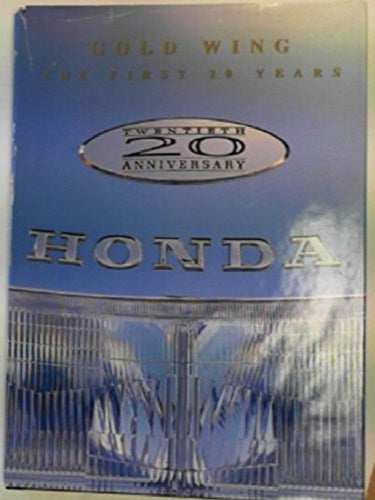 GOLD WING
THE FIRST 20 YEARS
TWENTIETH
20
ANNIVERSARY
HONDA